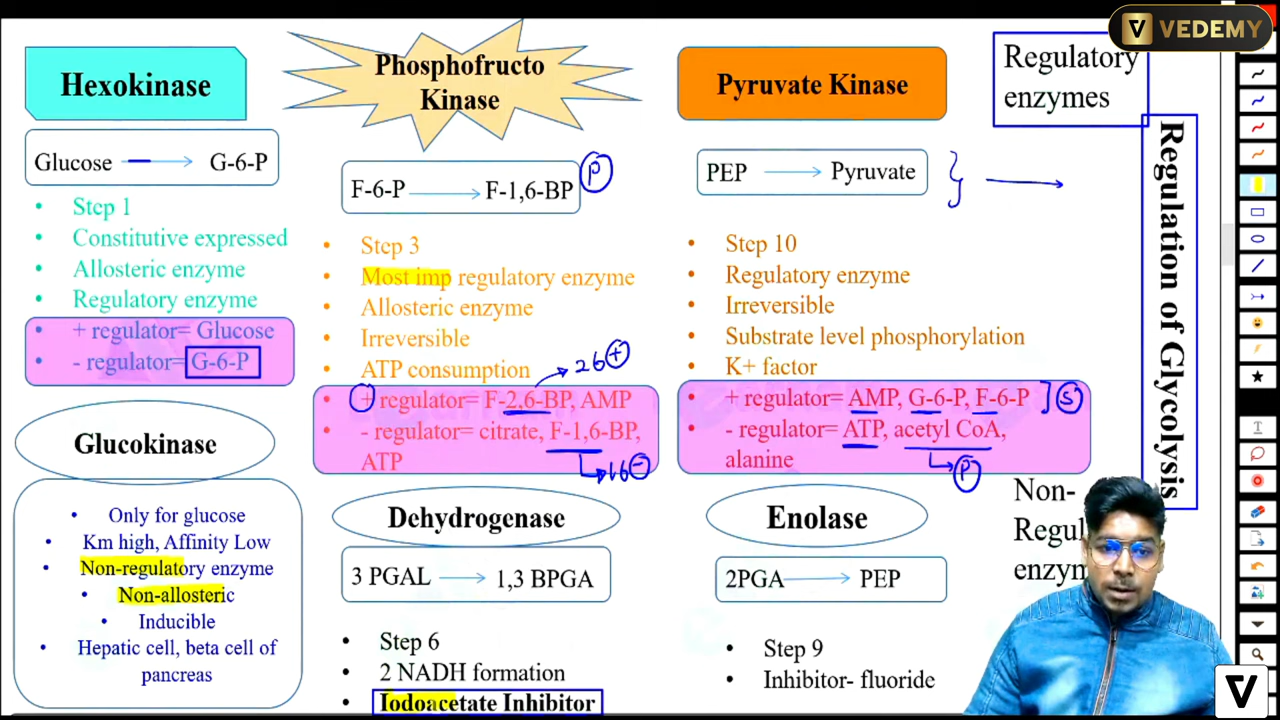 VEDEMY
Regulatory
enzymes
Regulation of Glycolysis
Hexokinase
Glucose → G-6-P
• Step 1
• Constitutive expressed
• Allosteric enzyme
• Regulatory enzyme
• + regulator= Glucose
• - regulator= G-6-P
Glucokinase
• Only for glucose
• Km high, Affinity Low
• Non-regulatory enzyme
• Non-allosteric
• Inducible
• Hepatic cell, beta cell of
pancreas
Phosphofructo
Kinase
F-6-P → F-1,6-BP
P
• Step 3
• Most imp regulatory enzyme
• Allosteric enzyme
• Irreversible
• ATP consumption
26 +
• + regulator= F-2,6-BP, AMP
• - regulator= citrate, F-1,6-BP,
ATP
16 -
Dehydrogenase
3 PGAL → 1,3 BPGA
• Step 6
• 2 NADH formation
• Iodoacetate Inhibitor
Pyruvate Kinase
PEP → Pyruvate
• Step 10
• Regulatory enzyme
• Irreversible
• Substrate level phosphorylation
• K+ factor
• + regulator= AMP, G-6-P, F-6-P
S
• - regulator= ATP, acetyl CoA,
alanine
P
Enolase
2PGA → PEP
• Step 9
• Inhibitor- fluoride
Non-